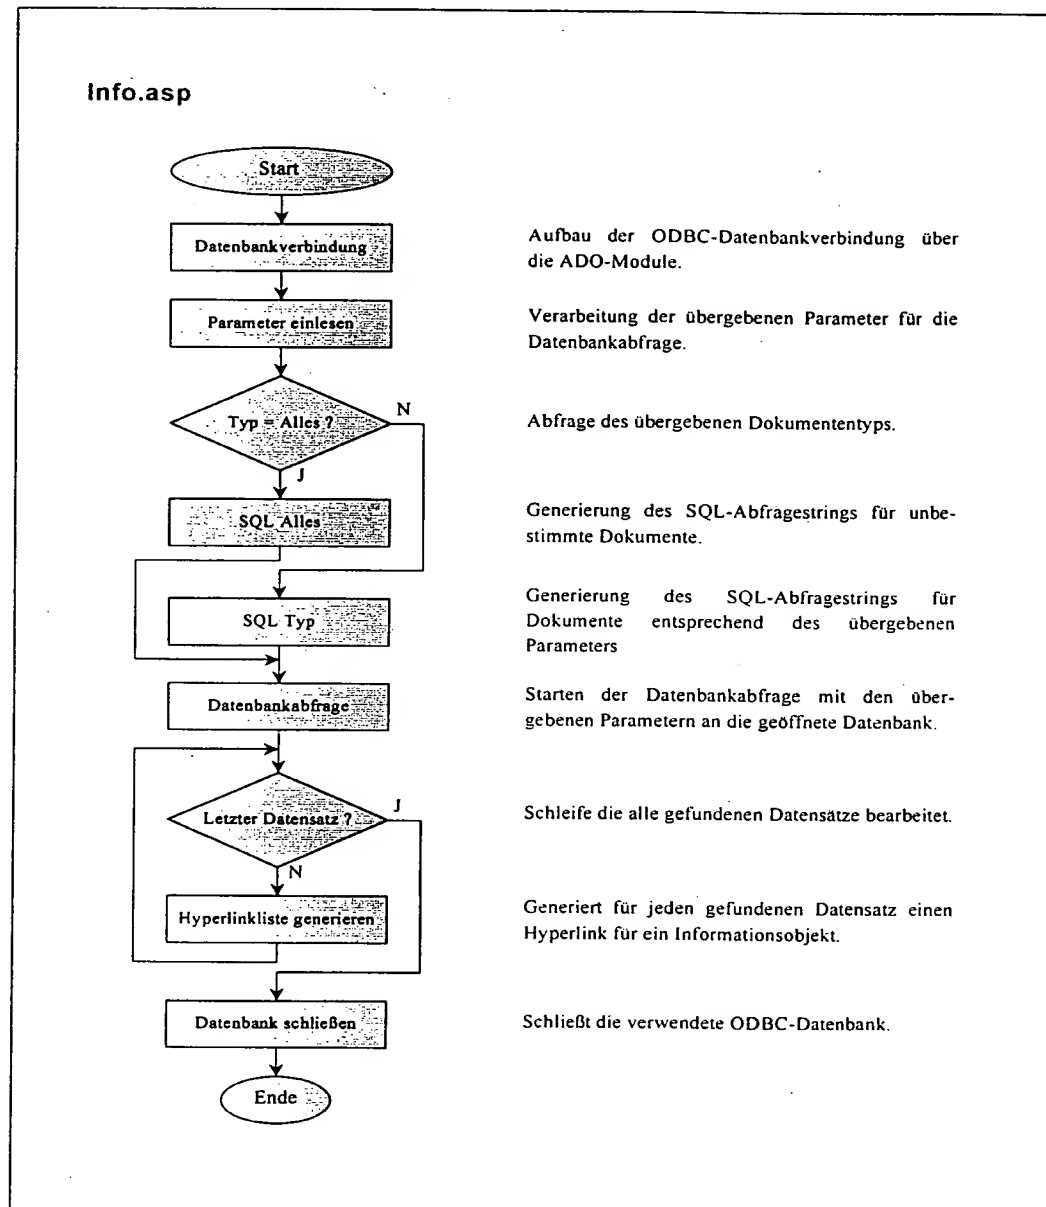 Info.asp
Start
Datenbankverbindung
Aufbau der ODBC-Datenbankverbindung über
die ADO-Module.
Parameter einlesen
Verarbeitung der übergebenen Parameter für die
Datenbankabfrage.
Typ = Alles ?
N
Abfrage des übergebenen Dokumententyps.
J
SQL Alles
Generierung des SQL-Abfragestrings für unbe-
stimmte Dokumente.
SQL Typ
Generierung des SQL-Abfragestrings für
Dokumente entsprechend des übergebenen
Parameters
Datenbankabfrage
Starten der Datenbankabfrage mit den über-
gebenen Parametern an die geöffnete Datenbank.
Letzter Datensatz ?
J
Schleife die alle gefundenen Datensätze bearbeitet.
N
Hyperlinkliste generieren
Generiert für jeden gefundenen Datensatz einen
Hyperlink für ein Informationsobjekt.
Datenbank schließen
Schließt die verwendete ODBC-Datenbank.
Ende